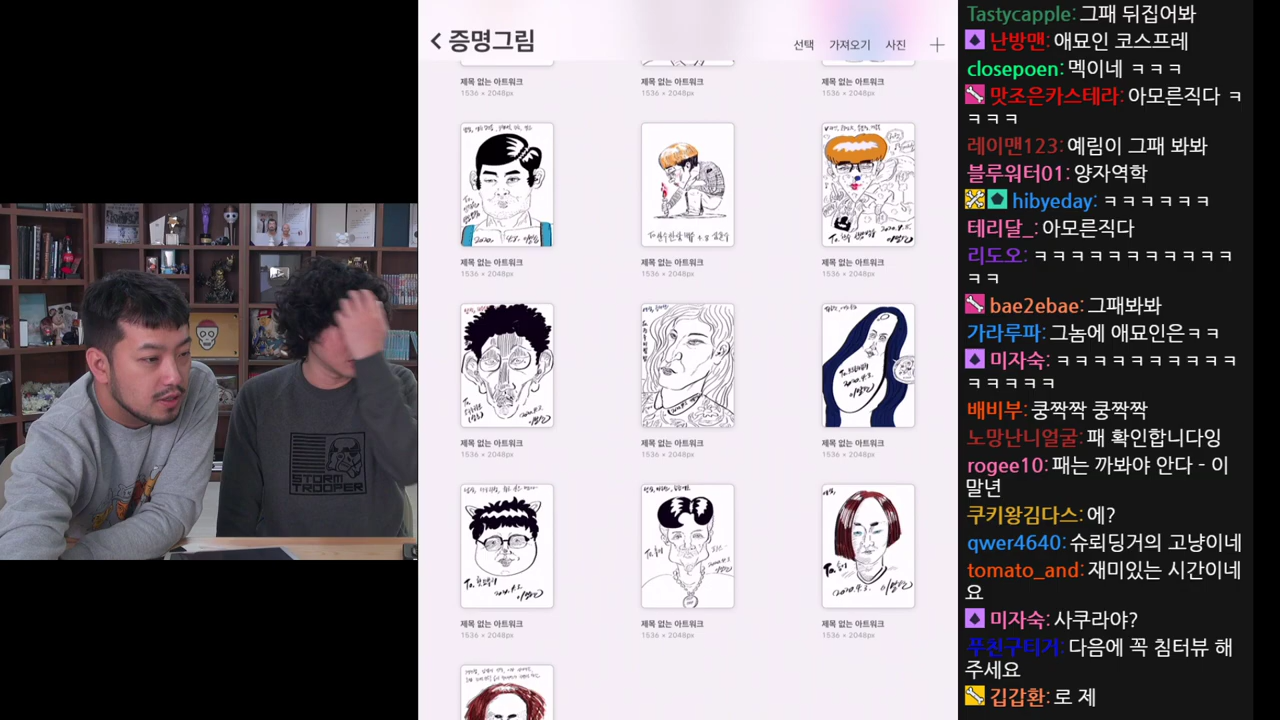 증명그림
선택 가져오기 사진
제목 없는 아트워크
1536 × 2048px
제목 없는 아트워크
1536 × 2048px
제목 없는 아트워크
1536 × 2048px
제목 없는 아트워크
1536 × 2048px
제목 없는 아트워크
1536 × 2048px
제목 없는 아트워크
1536 × 2048px
제목 없는 아트워크
1536 × 2048px
제목 없는 아트워크
1536 × 2048px
제목 없는 아트워크
1536 × 2048px
제목 없는 아트워크
1536 × 2048px
제목 없는 아트워크
1536 × 2048px
제목 없는 아트워크
1536 × 2048px
STORM
TROOPER
Tastycapple: 그패 뒤집어봐
난방맨: 애묘인 코스프레
closepoen: 멕이네 ㅋㅋㅋ
맛조은카스테라: 아모른직다 ㅋ
ㅋㅋㅋ
레이맨123: 예림이 그패 봐봐
블루워터01: 양자역학
hibyeday: ㅋㅋㅋㅋㅋㅋ
테리달_: 아모른직다
리도오: ㅋㅋㅋㅋㅋㅋㅋㅋㅋㅋㅋ
ㅋㅋ
bae2ebae: 그패봐봐
가라루파: 그놈에 애모인은ㅋㅋ
미자숙: ㅋㅋㅋㅋㅋㅋㅋㅋㅋㅋ
ㅋㅋㅋㅋㅋ
배비부: 쿵짝짝 쿵짝짝
노망난니얼굴: 패 확인합니다잉
rogee10: 패는 까봐야 안다 - 이
말년
쿠키왕김다스: 에?
qwer4640: 슈뢰딩거의 고냥이네
tomato_and: 재미있는 시간이네
요
미자숙: 사쿠라야?
푸친구티거: 다음에 꼭 침터뷰 해
주세요
김갑환: 로 제